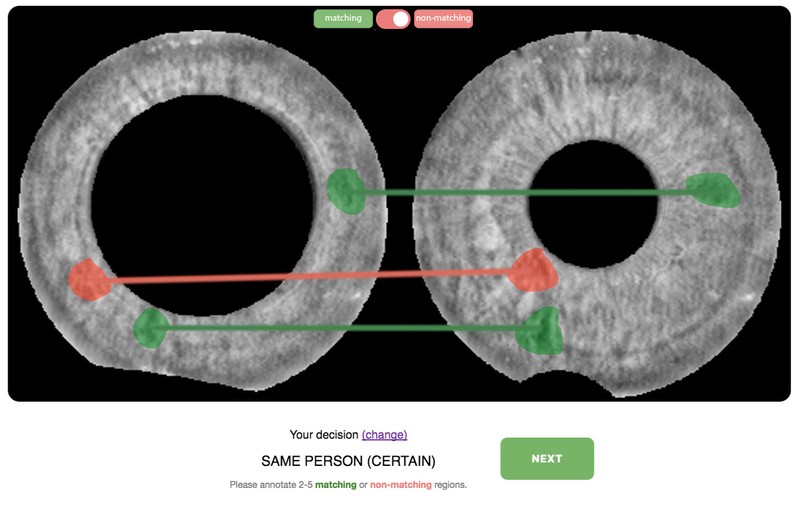 matching non-matching
Your decision (change)
SAME PERSON (CERTAIN)
NEXT
Please annotate 2-5 matching or non-matching regions.